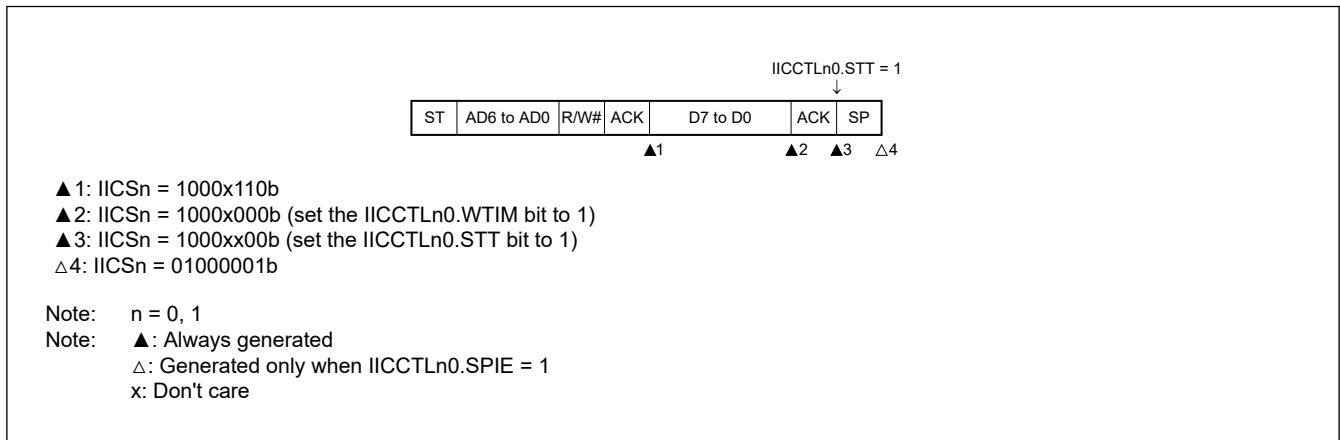 IICCTLn0.STT = 1
↓
ST AD6 to AD0 R/W# ACK D7 to D0 ACK SP
▲1 ▲2 ▲3 △4
▲1: IICSn = 1000x110b
▲2: IICSn = 1000x000b (set the IICCTLn0.WTIM bit to 1)
▲3: IICSn = 1000xx00b (set the IICCTLn0.STT bit to 1)
△4: IICSn = 01000001b
Note: n = 0, 1
Note: ▲: Always generated
△: Generated only when IICCTLn0.SPIE = 1
x: Don't care